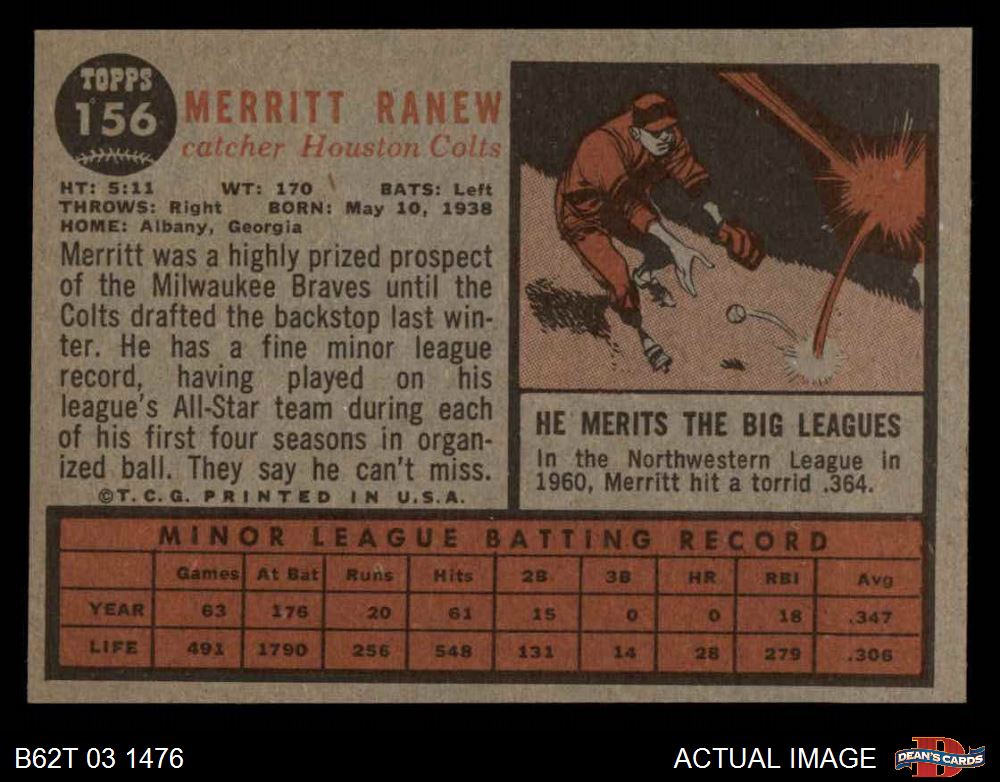 TOPPS
156
MERRITT RANEW
catcher Houston Colts
HT: 5:11 WT: 170 BATS: Left
THROWS: Right BORN: May 10, 1938
HOME: Albany, Georgia
Merritt was a highly prized prospect
of the Milwaukee Braves until the
Colts drafted the backstop last win-
ter. He has a fine minor league
record, having played on his
league's All-Star team during each
of his first four seasons in organ-
ized ball. They say he can't miss.
©T.C.G. PRINTED IN U.S.A.
HE MERITS THE BIG LEAGUES
In the Northwestern League in
1960, Merritt hit a torrid .364.
MINOR LEAGUE BATTING RECORD
Games At Bat Runs Hits 2B 3B HR RBI Avg
YEAR 63 176 20 61 15 0 0 18 .347
LIFE 491 1790 256 548 131 14 28 279 .306
B62T 03 1476
ACTUAL IMAGE
D
DEAN'S CARDS